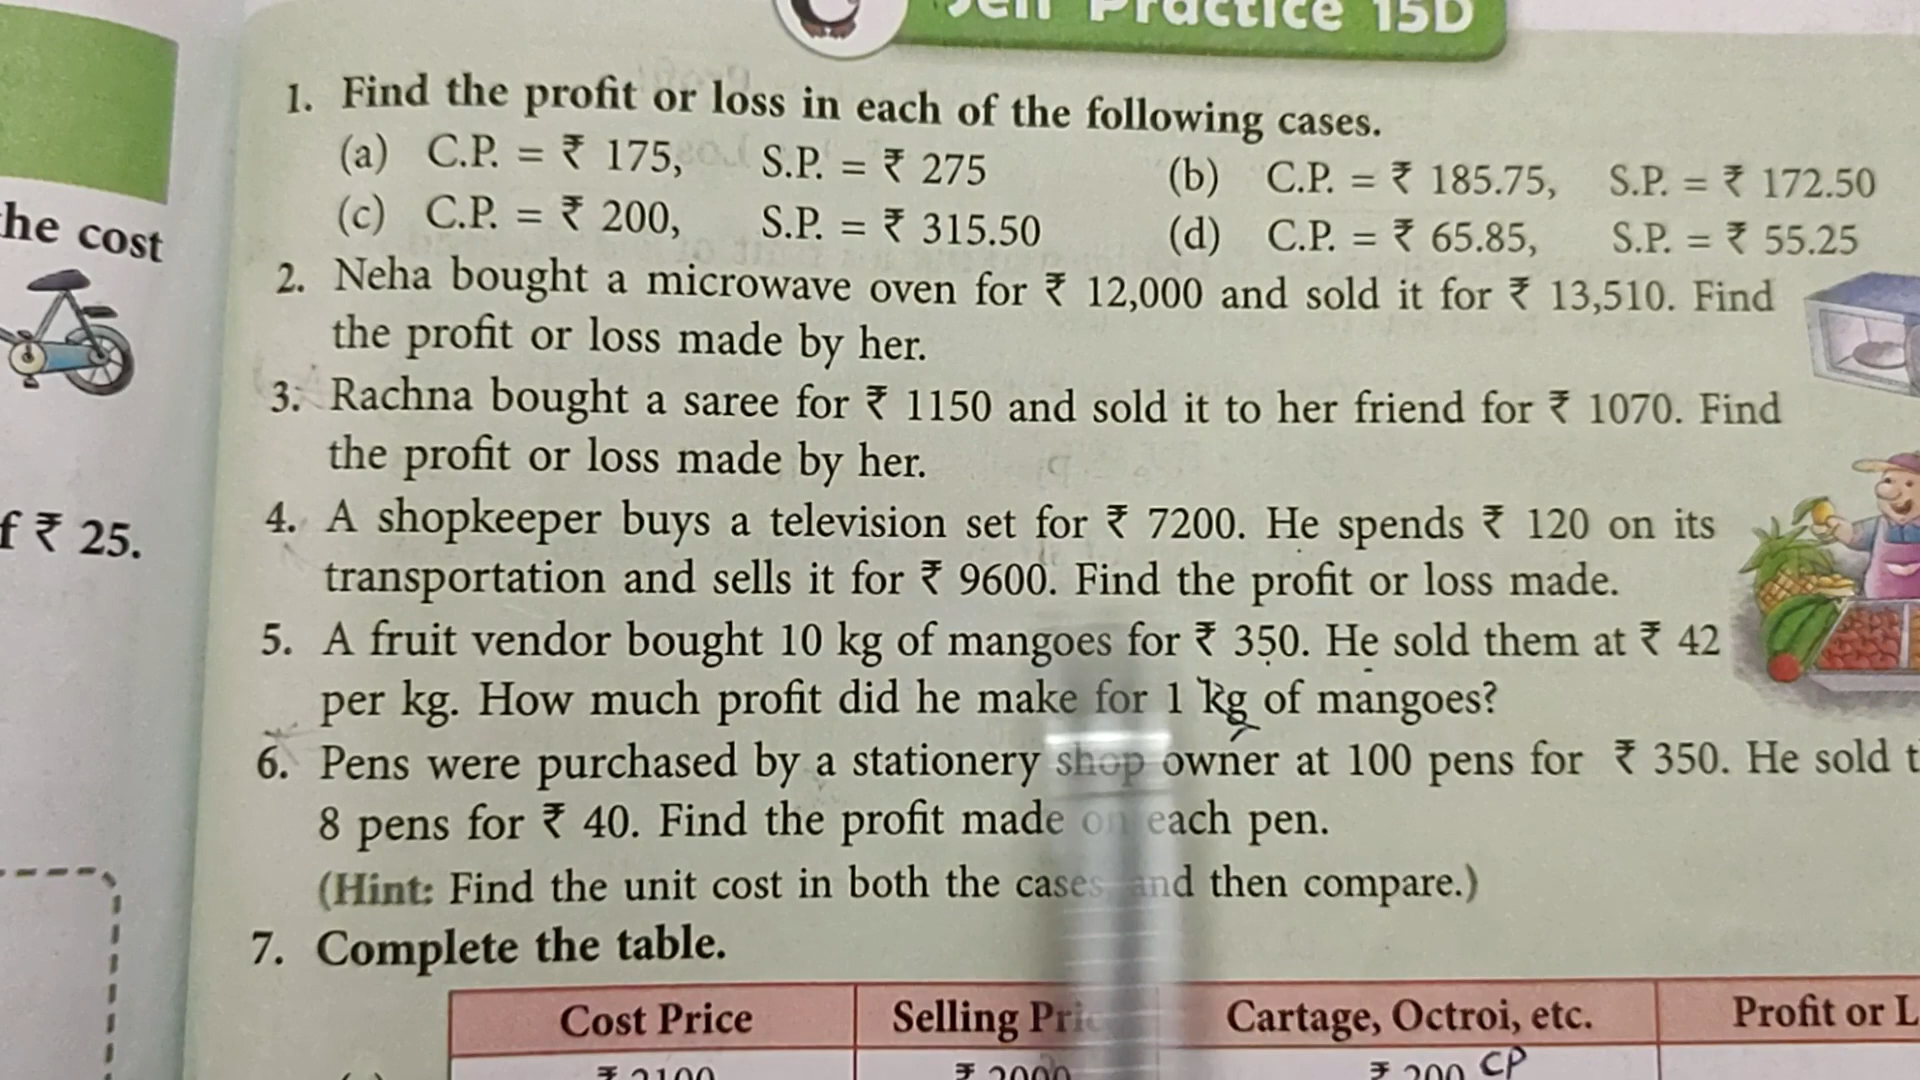 Self Practice 15D
1. Find the profit or loss in each of the following cases.
(a) C.P. = ₹ 175, S.P. = ₹ 275 (b) C.P. = ₹ 185.75, S.P. = ₹ 172.50
(c) C.P. = ₹ 200, S.P. = ₹ 315.50 (d) C.P. = ₹ 65.85, S.P. = ₹ 55.25
he cost
2. Neha bought a microwave oven for ₹ 12,000 and sold it for ₹ 13,510. Find
the profit or loss made by her.
3. Rachna bought a saree for ₹ 1150 and sold it to her friend for ₹ 1070. Find
the profit or loss made by her.
4. A shopkeeper buys a television set for ₹ 7200. He spends ₹ 120 on its
transportation and sells it for ₹ 9600. Find the profit or loss made.
f ₹ 25.
5. A fruit vendor bought 10 kg of mangoes for ₹ 350. He sold them at ₹ 42
per kg. How much profit did he make for 1 kg of mangoes?
6. Pens were purchased by a stationery shop owner at 100 pens for ₹ 350. He sold t
8 pens for ₹ 40. Find the profit made on each pen.
(Hint: Find the unit cost in both the cases and then compare.)
7. Complete the table.
Cost Price Selling Pri Cartage, Octroi, etc. Profit or L
₹ 2100 ₹ 2000 ₹ 200 CP